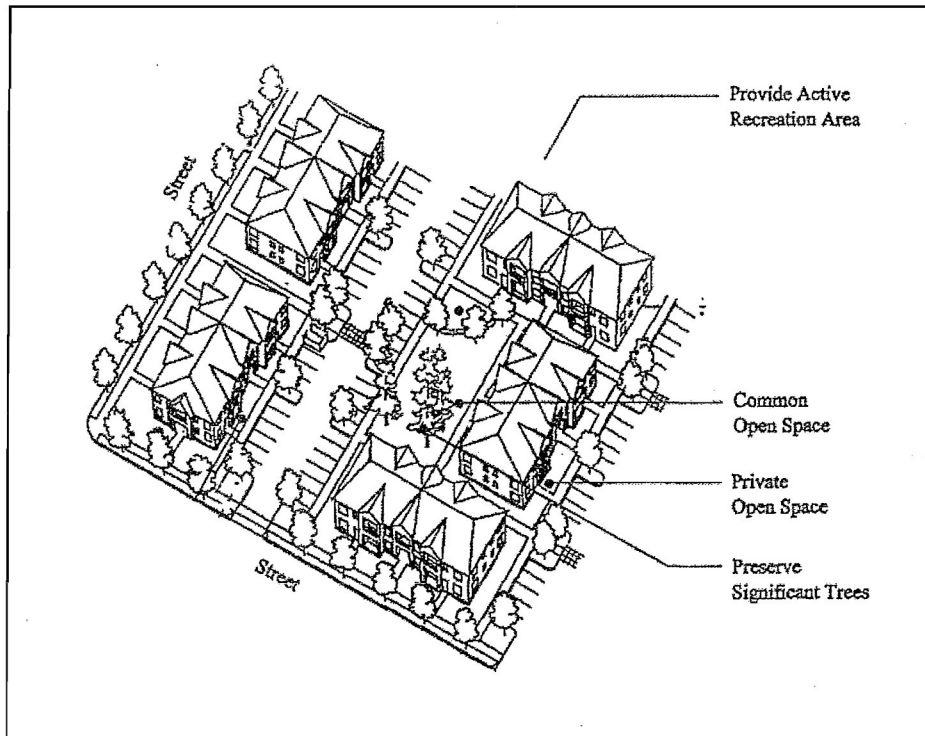 Provide Active
Recreation Area
Street
Common
Open Space
Private
Open Space
Street
Preserve
Significant Trees